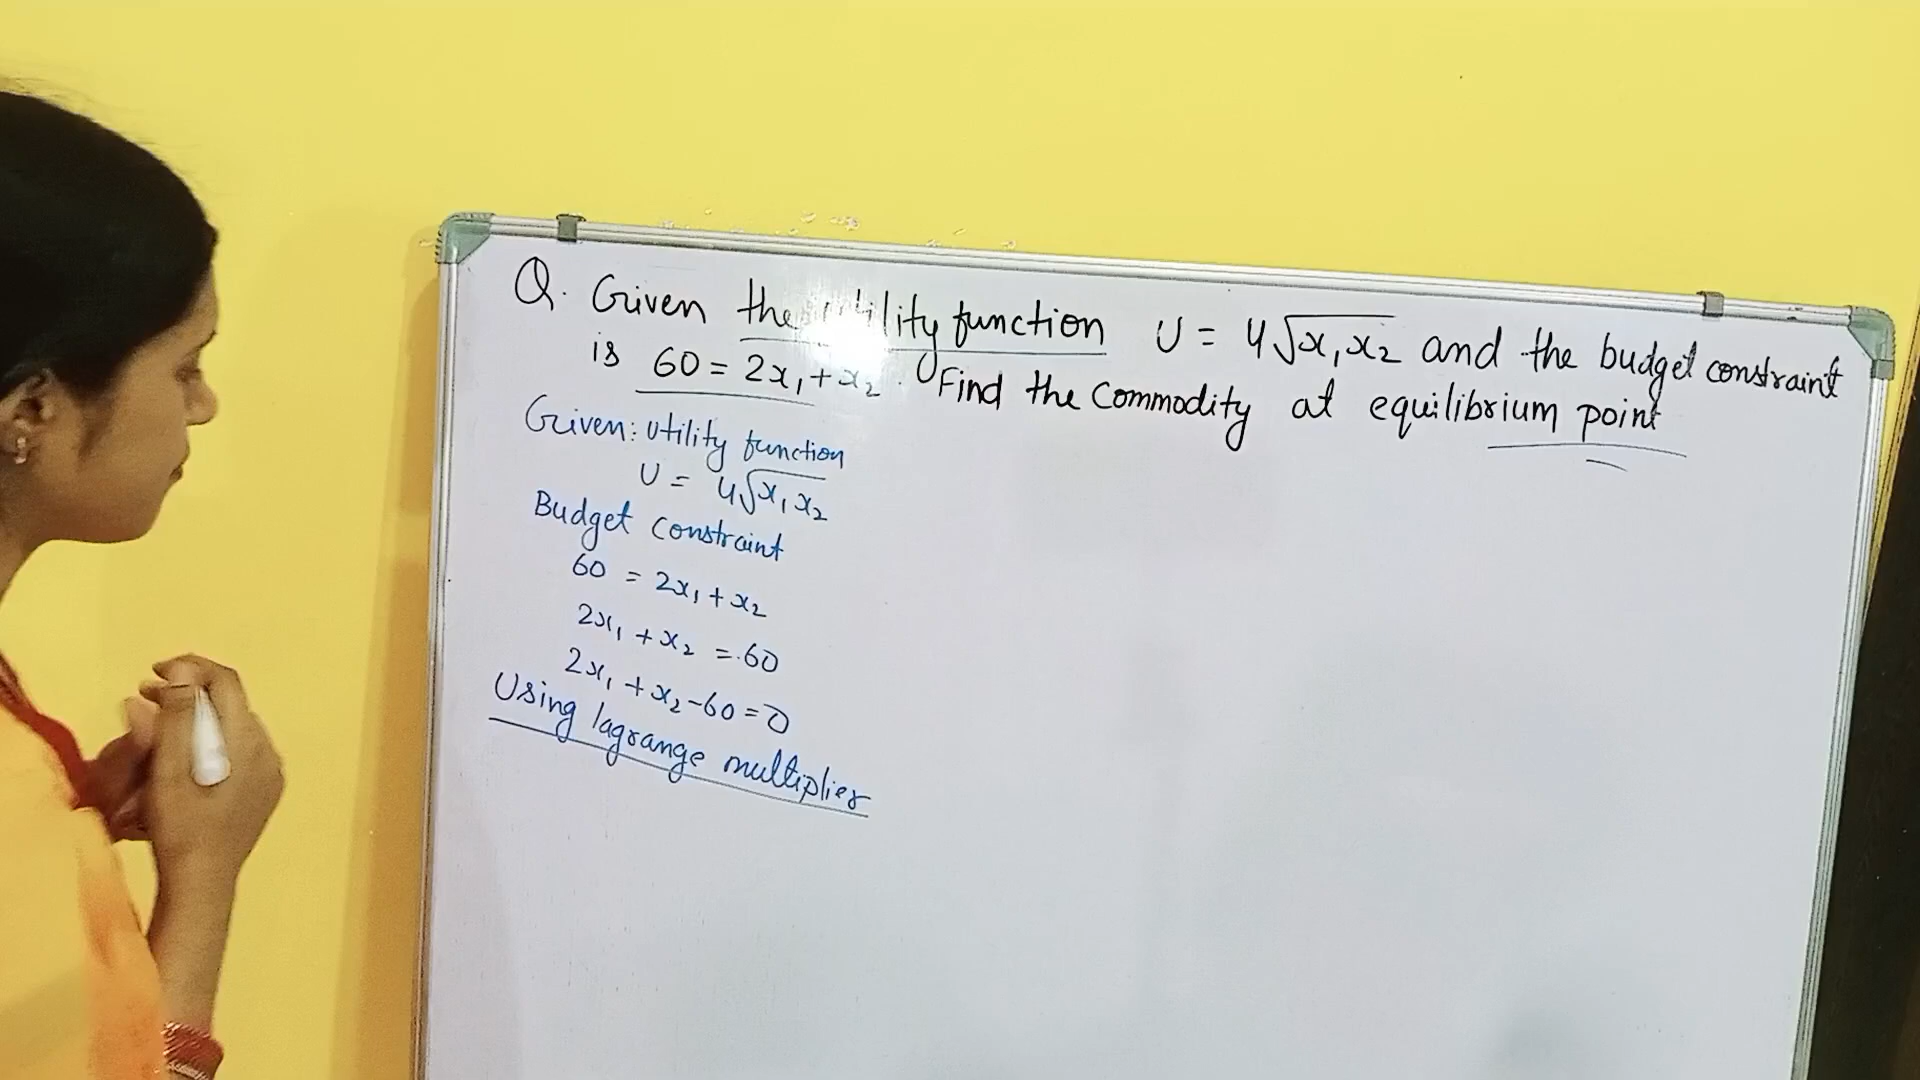 Q. Given the utility function U = 4√x₁x₂ and the budget constraint
is 60 = 2x₁ + x₂. Find the commodity at equilibrium point
Given: utility function
U = 4√x₁x₂
Budget constraint
60 = 2x₁ + x₂
2x₁ + x₂ = 60
2x₁ + x₂ - 60 = 0
Using lagrange multiplier